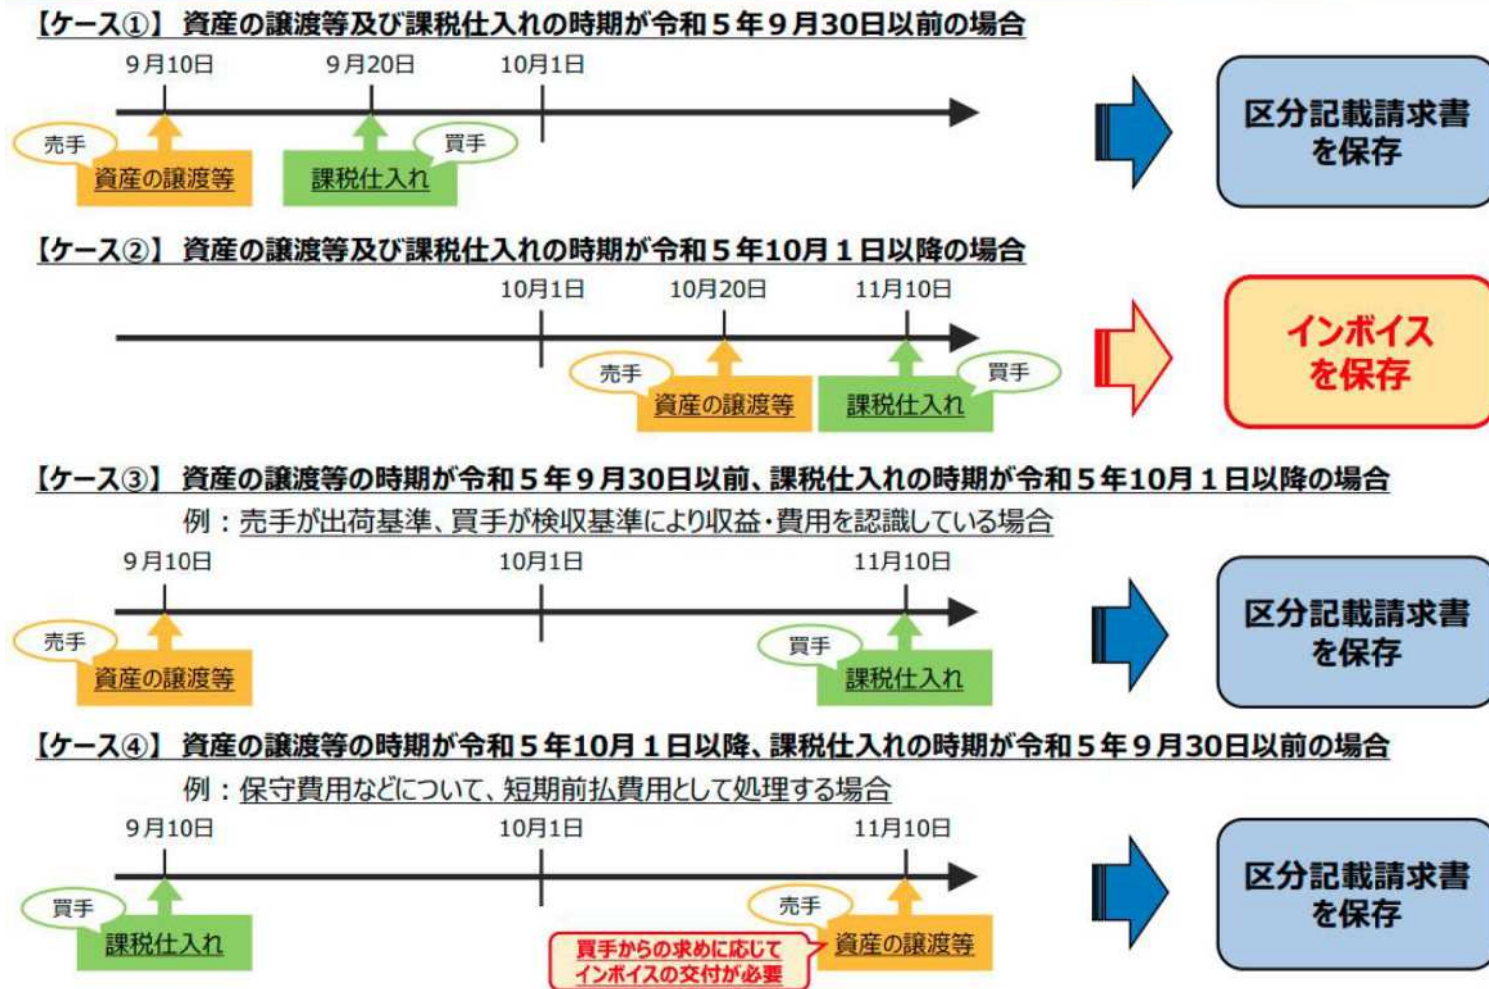 【ケース①】 資産の譲渡等及び課税仕入れの時期が令和５年９月30日以前の場合
９月10日 ９月20日 10月1日
売手 買手
資産の譲渡等 課税仕入れ
区分記載請求書
を保存
【ケース②】 資産の譲渡等及び課税仕入れの時期が令和５年10月１日以降の場合
10月1日 10月20日 11月10日
売手 買手
資産の譲渡等 課税仕入れ
インボイス
を保存
【ケース③】 資産の譲渡等の時期が令和５年９月30日以前、課税仕入れの時期が令和５年10月１日以降の場合
例：売手が出荷基準、買手が検収基準により収益・費用を認識している場合
９月10日 10月1日 11月10日
売手 買手
資産の譲渡等 課税仕入れ
区分記載請求書
を保存
【ケース④】 資産の譲渡等の時期が令和５年10月１日以降、課税仕入れの時期が令和５年９月30日以前の場合
例：保守費用などについて、短期前払費用として処理する場合
９月10日 10月1日 11月10日
買手 売手
課税仕入れ 資産の譲渡等
買手からの求めに応じて
インボイスの交付が必要
区分記載請求書
を保存